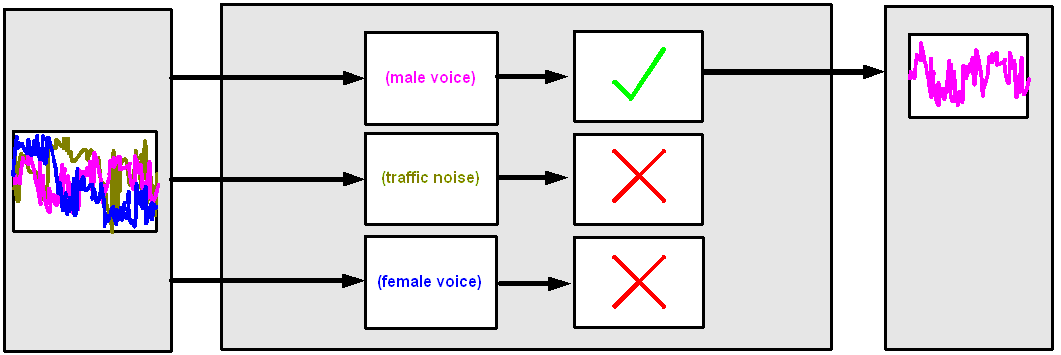 (male voice)
(traffic noise)
(female voice)